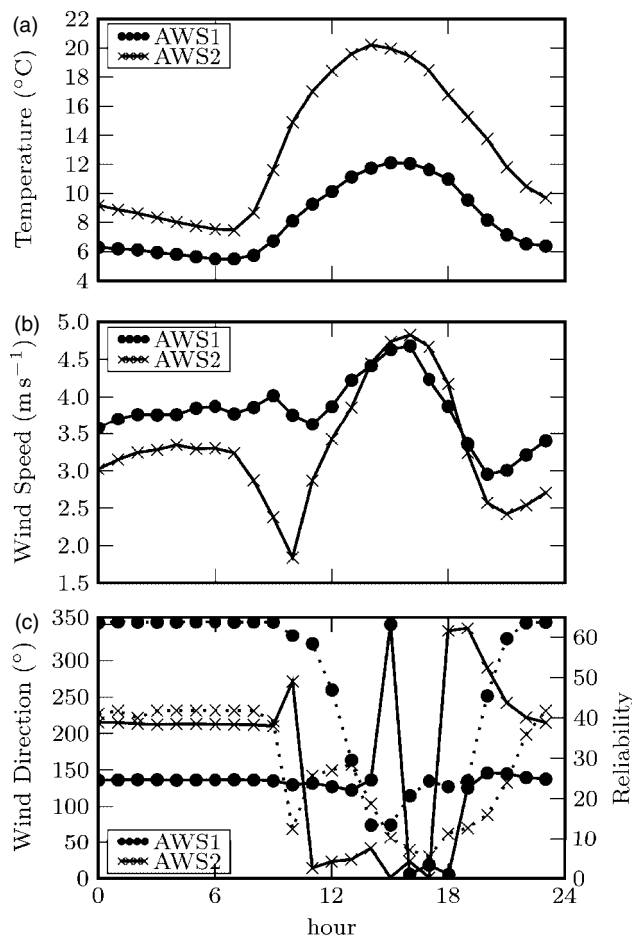 (a)
22
20
18
16
14
12
10
8
6
4
Temperature (°C)
AWS1
AWS2
(b)
5.0
4.5
4.0
3.5
3.0
2.5
2.0
1.5
Wind Speed (m s−1)
AWS1
AWS2
(c)
350
300
250
200
150
100
50
0
Wind Direction (°)
AWS1
AWS2
60
50
40
30
20
10
0
Reliability
0 6 12 18 24
hour